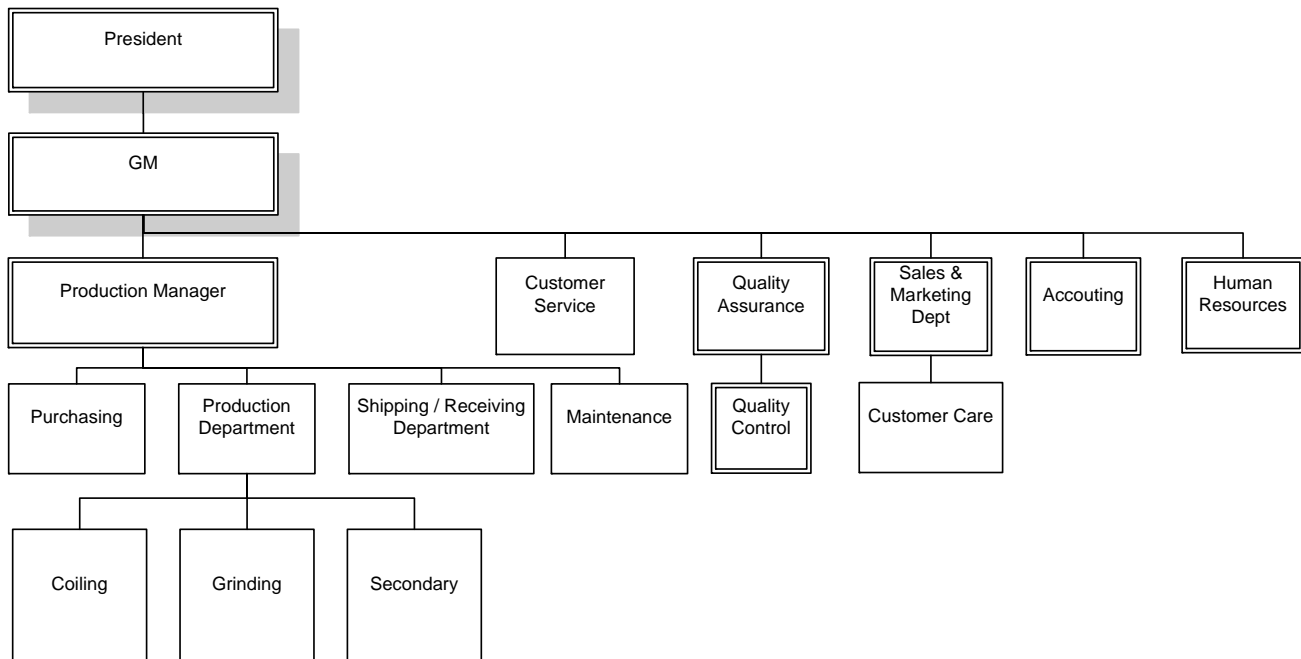 President
GM
Production Manager
Customer
Service
Quality
Assurance
Sales &
Marketing
Dept
Accouting
Human
Resources
Purchasing
Production
Department
Shipping / Receiving
Department
Maintenance
Quality
Control
Customer Care
Coiling
Grinding
Secondary